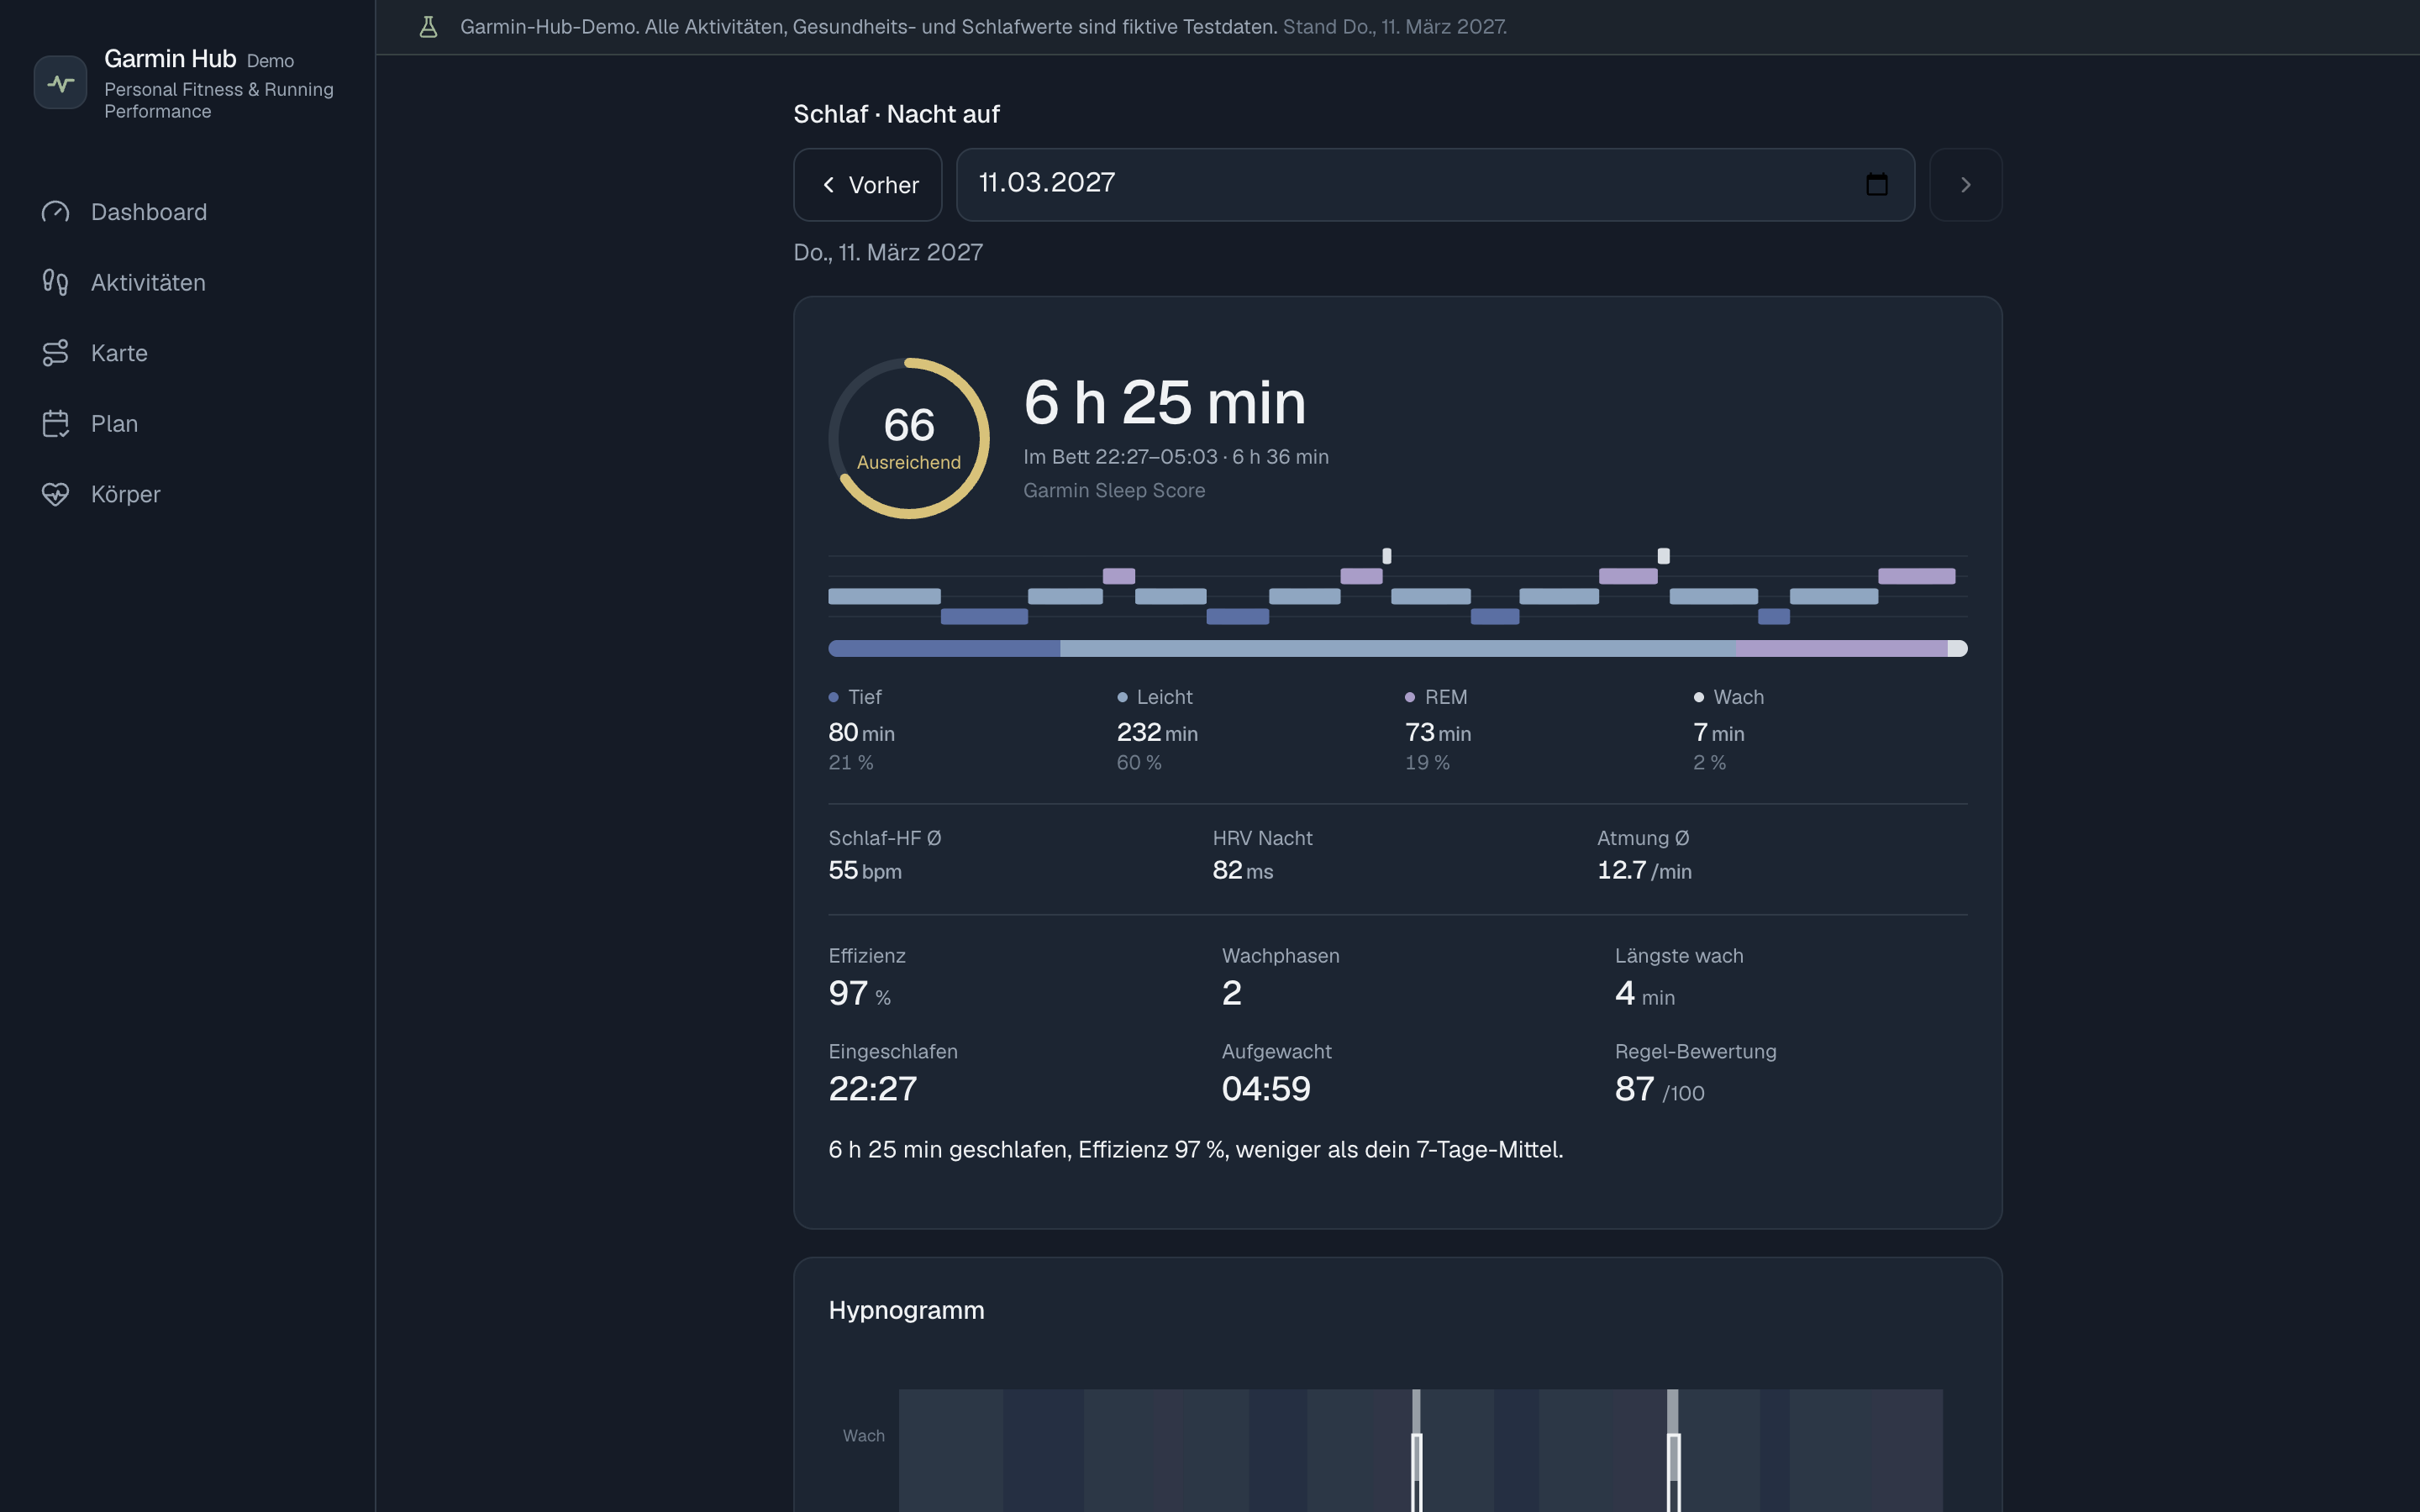 Garmin Hub Demo
Personal Fitness & Running
Performance
Dashboard
Aktivitäten
Karte
Plan
Körper
Garmin-Hub-Demo. Alle Aktivitäten, Gesundheits- und Schlafwerte sind fiktive Testdaten. Stand Do., 11. März 2027.
Schlaf · Nacht auf
Vorher
11.03.2027
Do., 11. März 2027
66
Ausreichend
6 h 25 min
Im Bett 22:27–05:03 · 6 h 36 min
Garmin Sleep Score
Tief Leicht REM Wach
80 min 232 min 73 min 7 min
21 % 60 % 19 % 2 %
Schlaf-HF Ø HRV Nacht Atmung Ø
55 bpm 82 ms 12.7 /min
Effizienz Wachphasen Längste wach
97 % 2 4 min
Eingeschlafen Aufgewacht Regel-Bewertung
22:27 04:59 87 /100
6 h 25 min geschlafen, Effizienz 97 %, weniger als dein 7-Tage-Mittel.
Hypnogramm
Wach